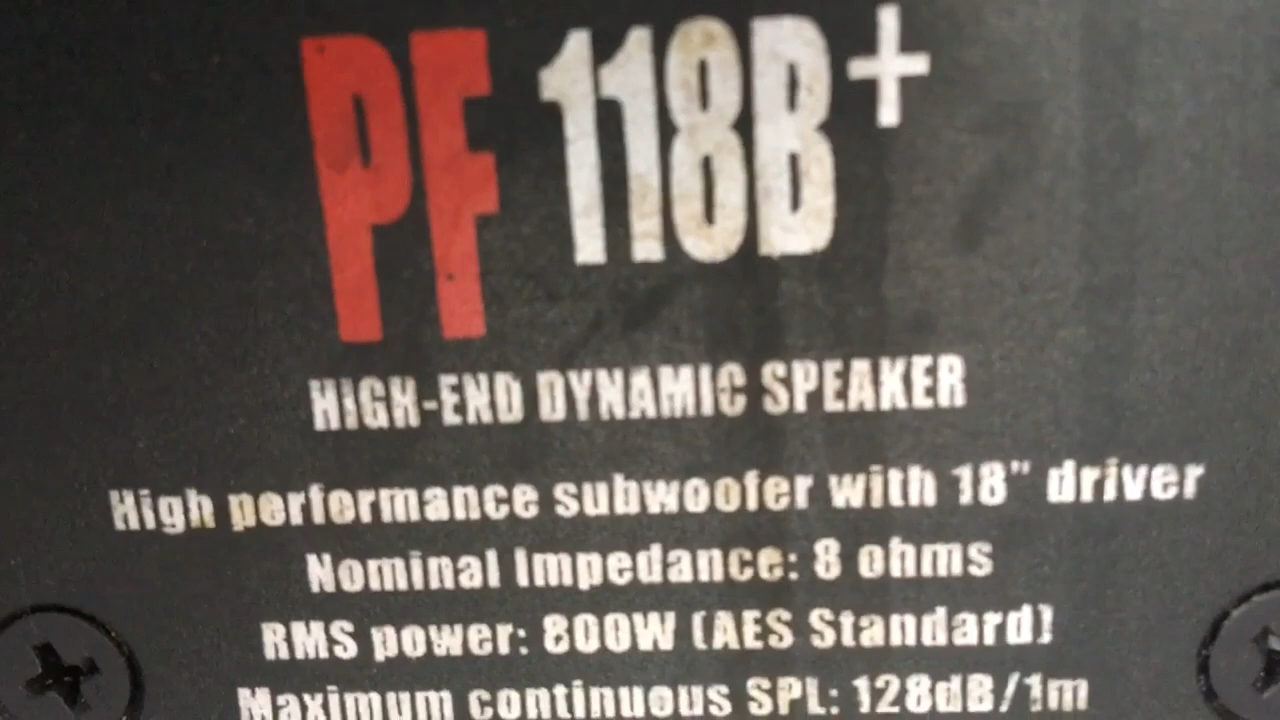 PF 118B+
HIGH-END DYNAMIC SPEAKER
High performance subwoofer with 18" driver
Nominal Impedance: 8 ohms
RMS power: 800W (AES Standard)
Maximum continuous SPL: 128dB/1m